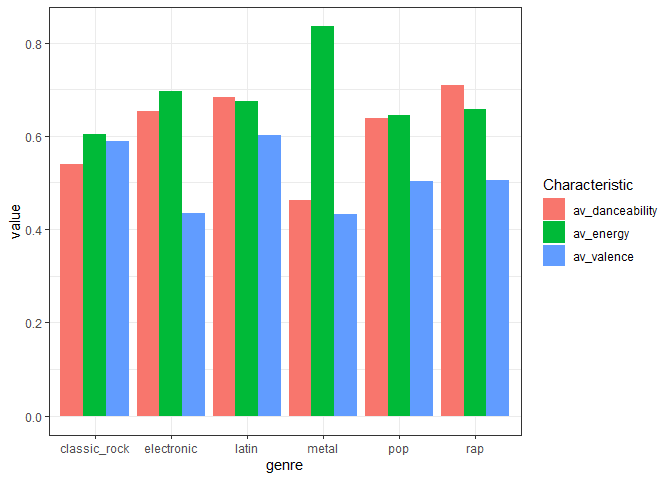 0.8
0.6
0.4
0.2
0.0
value
classic_rock electronic latin metal pop rap
genre
Characteristic
av_danceability
av_energy
av_valence